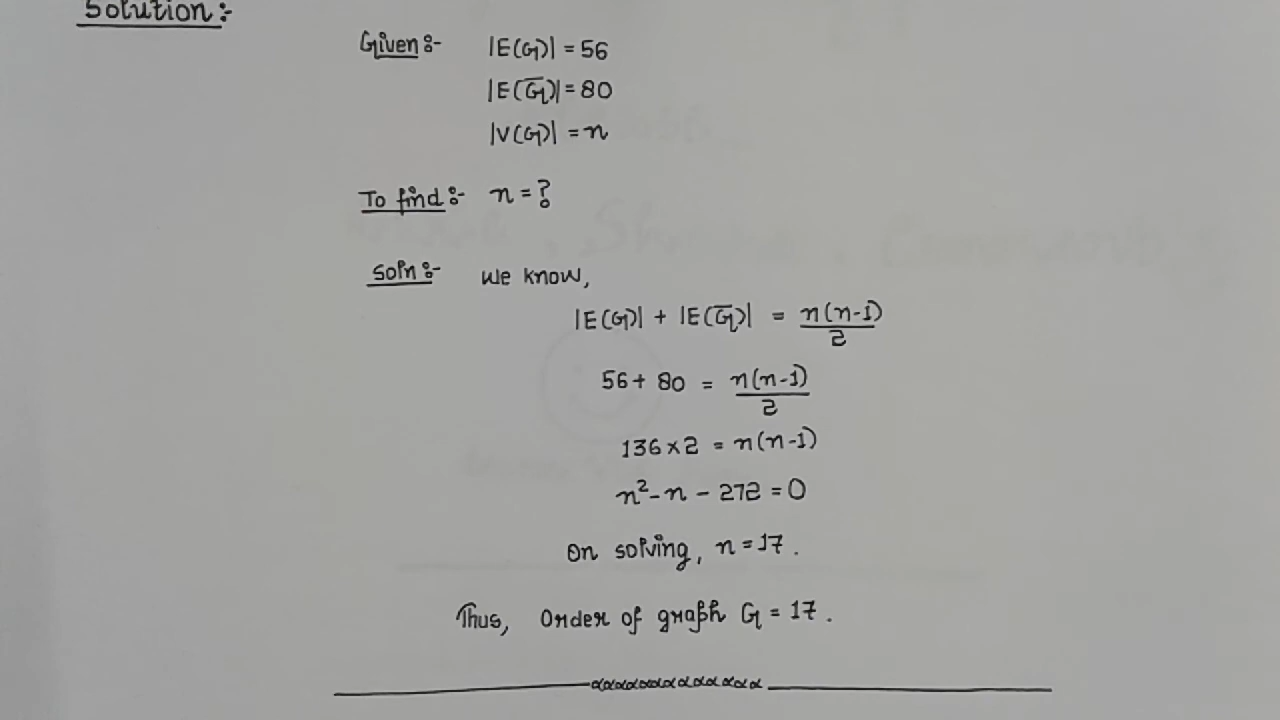 Solution:-
Given:- |E(G)| = 56
|E(G̅)| = 80
|V(G)| = n
To find:- n = ?
Soln:- We know,
|E(G)| + |E(G̅)| = n(n-1)/2
56 + 80 = n(n-1)/2
136 × 2 = n(n-1)
n² - n - 272 = 0
On solving, n = 17.
Thus, Order of graph G = 17.